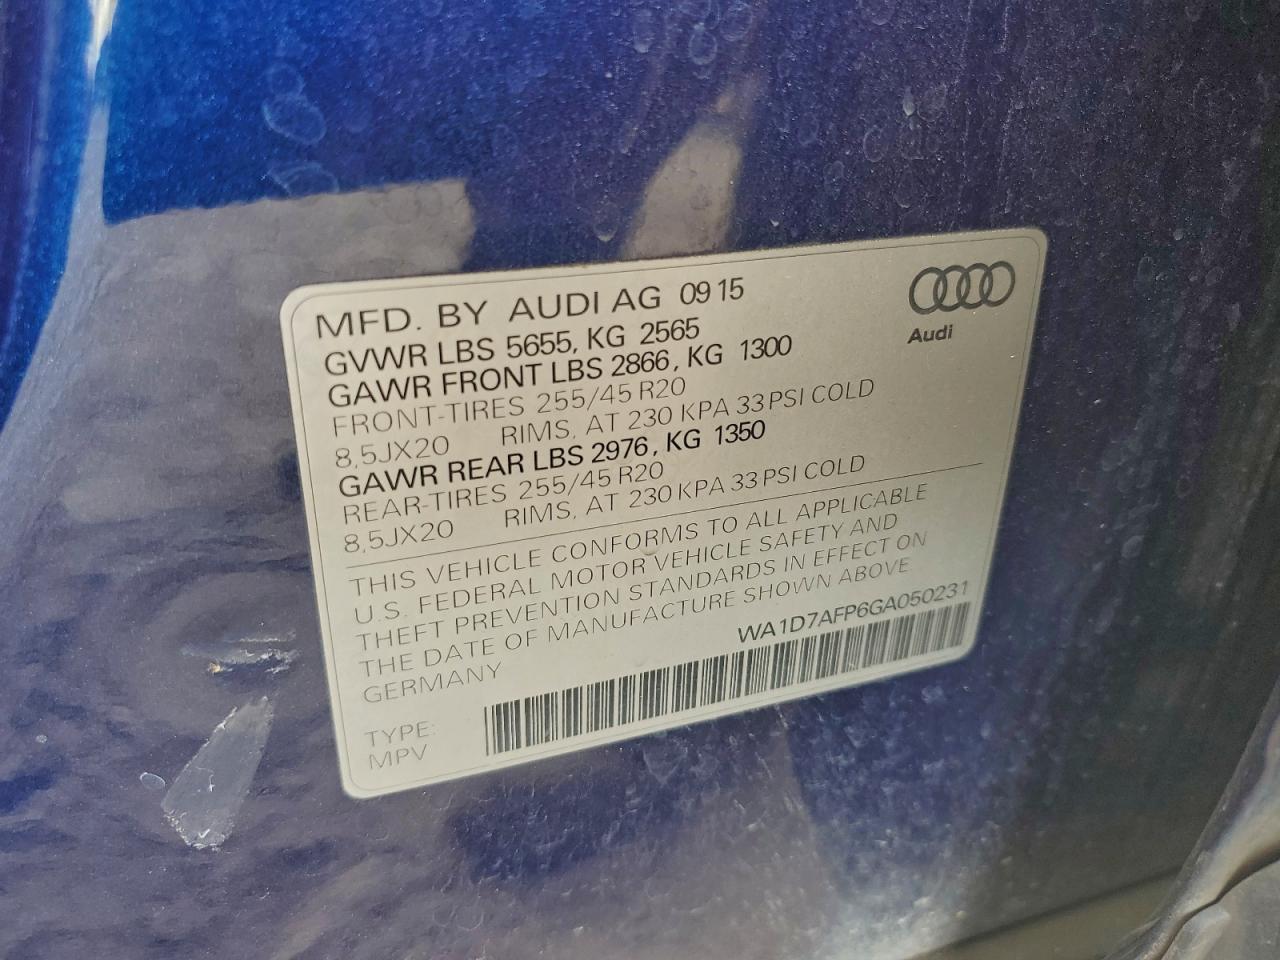 MFD. BY AUDI AG 09 15
GVWR LBS 5655, KG 2565
GAWR FRONT LBS 2866, KG 1300
FRONT-TIRES 255/45 R20
8,5JX20 RIMS, AT 230 KPA 33 PSI COLD
GAWR REAR LBS 2976, KG 1350
REAR-TIRES 255/45 R20
8,5JX20 RIMS, AT 230 KPA 33 PSI COLD
THIS VEHICLE CONFORMS TO ALL APPLICABLE
U.S. FEDERAL MOTOR VEHICLE SAFETY AND
THEFT PREVENTION STANDARDS IN EFFECT ON
THE DATE OF MANUFACTURE SHOWN ABOVE
GERMANY
WA1D7AFP6GA050231
TYPE:
MPV
Audi